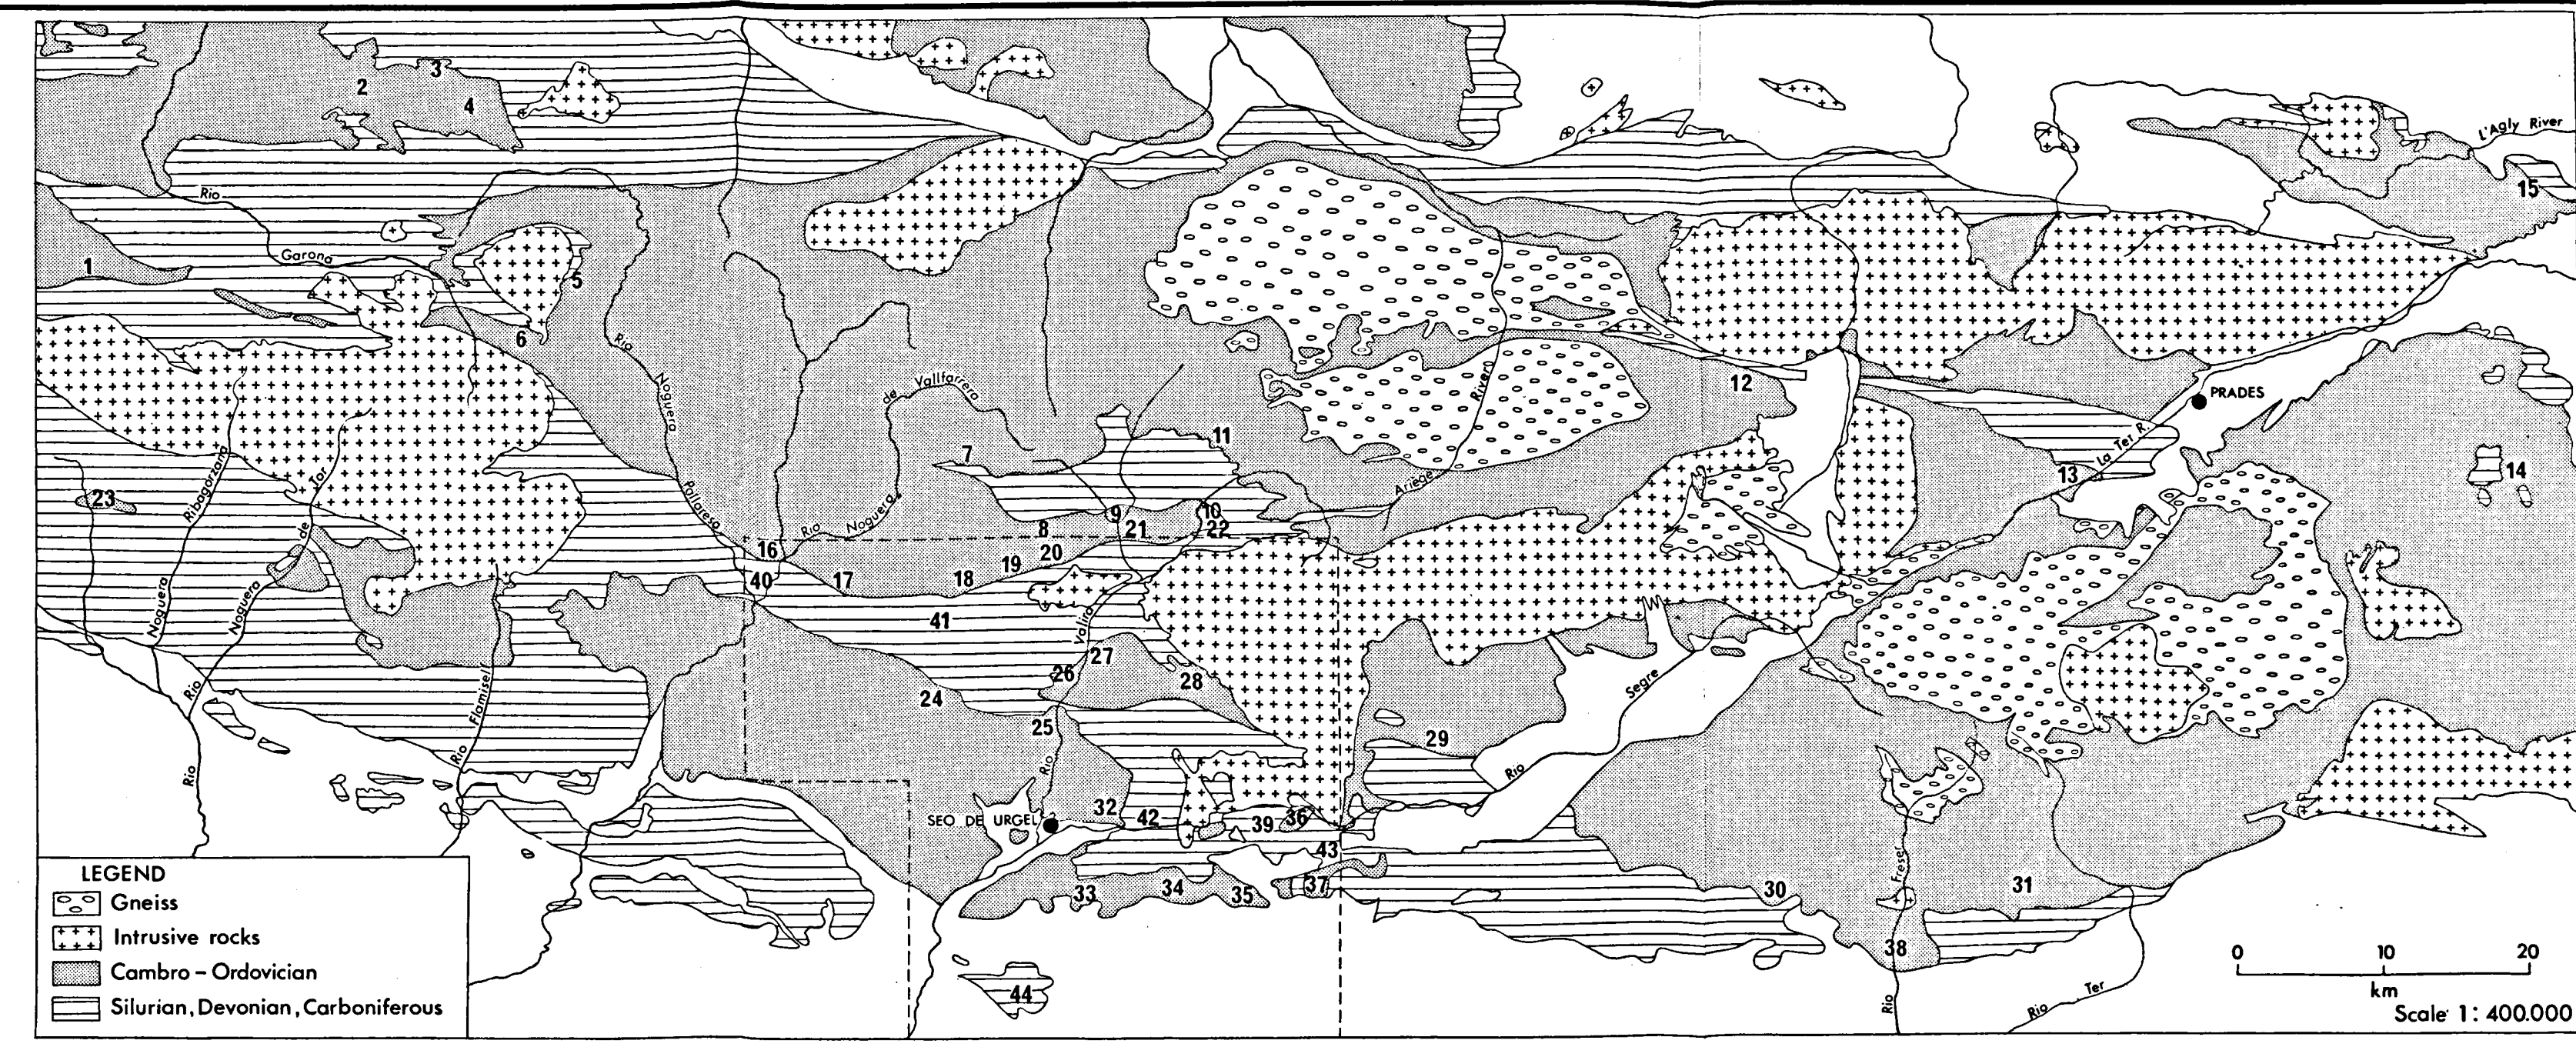 3
2
4
L'Agly River
15
Rio
Garona
1
5
6
Rio
Noguera
Pallaresa
de Vallfarrera
River
12
PRADES
La Ter R.
11
7
Ribagorzana
Tor
de
Noguera
Noguera
23
Rio Noguera
Ariège
13
14
9
10
8
21
22
16
20
19
40
17
18
41
Valira
27
26
28
24
25
Rio
Segre
Rio
29
Rio
Flamisell
Rio
Rio
32
42
39
36
SEO DE URGEL
43
33
34
35
37
30
31
Freser
38
Rio
44
Rio Ter
LEGEND
Gneiss
Intrusive rocks
Cambro - Ordovician
Silurian, Devonian, Carboniferous
0 10 20
km
Scale 1: 400.000